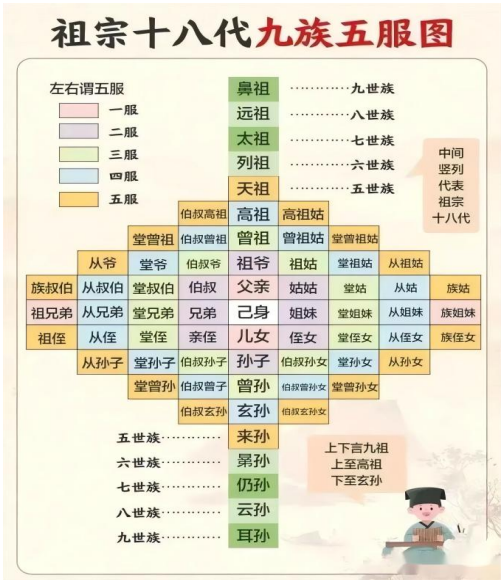 祖宗十八代九族五服图
左右谓五服
一服
二服
三服
四服
五服
鼻祖 ············ 九世族
远祖 ············ 八世族
太祖 ············ 七世族
列祖 ············ 六世族
天祖 ············ 五世族
中间
竖列
代表
祖宗
十八代
伯叔高祖 高祖 高祖姑
堂曾祖 伯叔曾祖 曾祖 曾祖姑 堂曾祖姑
从爷 堂爷 伯叔爷 祖爷 祖姑 堂祖姑 从祖姑
族叔伯 从叔伯 堂叔伯 伯叔 父亲 姑姑 堂姑 从姑 族姑
祖兄弟 从兄弟 堂兄弟 兄弟 己身 姐妹 堂姐妹 从姐妹 族姐妹
祖侄 从侄 堂侄 亲侄 儿女 侄女 堂侄女 从侄女 族侄女
从孙子 堂孙子 伯叔孙子 孙子 伯叔孙女 堂孙女 从孙女
堂曾孙 伯叔曾子 曾孙 伯叔曾孙女 堂曾孙女
伯叔玄孙 玄孙 伯叔玄孙女
五世族 ············ 来孙
六世族 ············ 晜孙
七世族 ············ 仍孙
八世族 ············ 云孙
九世族 ············ 耳孙
上下言九祖
上至高祖
下至玄孙